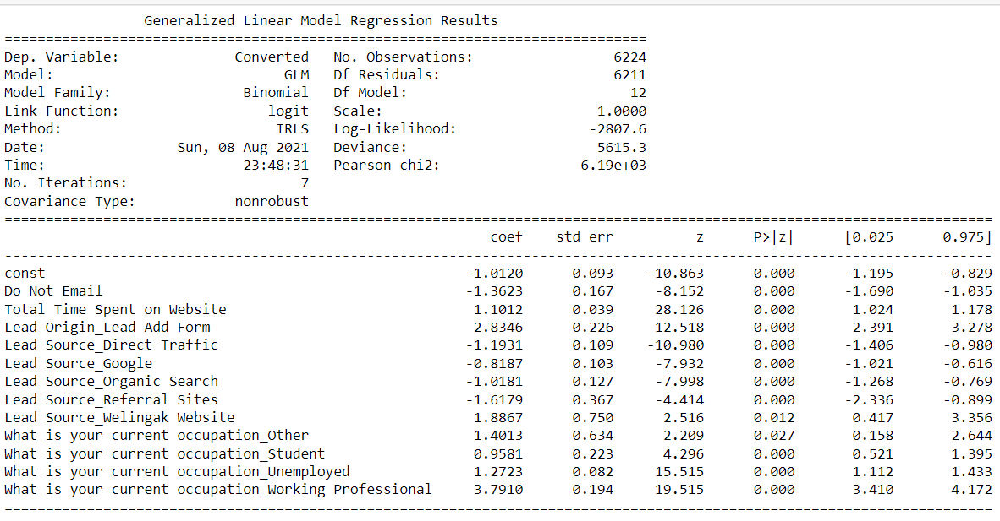 Generalized Linear Model Regression Results
==============================================================================
Dep. Variable: Converted No. Observations: 6224
Model: GLM Df Residuals: 6211
Model Family: Binomial Df Model: 12
Link Function: logit Scale: 1.0000
Method: IRLS Log-Likelihood: -2807.6
Date: Sun, 08 Aug 2021 Deviance: 5615.3
Time: 23:48:31 Pearson chi2: 6.19e+03
No. Iterations: 7
Covariance Type: nonrobust
========================================================================================================================
coef std err z P>|z| [0.025 0.975]
------------------------------------------------------------------------------------------------------------------------
const -1.0120 0.093 -10.863 0.000 -1.195 -0.829
Do Not Email -1.3623 0.167 -8.152 0.000 -1.690 -1.035
Total Time Spent on Website 1.1012 0.039 28.126 0.000 1.024 1.178
Lead Origin_Lead Add Form 2.8346 0.226 12.518 0.000 2.391 3.278
Lead Source_Direct Traffic -1.1931 0.109 -10.980 0.000 -1.406 -0.980
Lead Source_Google -0.8187 0.103 -7.932 0.000 -1.021 -0.616
Lead Source_Organic Search -1.0181 0.127 -7.998 0.000 -1.268 -0.769
Lead Source_Referral Sites -1.6179 0.367 -4.414 0.000 -2.336 -0.899
Lead Source_Welingak Website 1.8867 0.750 2.516 0.012 0.417 3.356
What is your current occupation_Other 1.4013 0.634 2.209 0.027 0.158 2.644
What is your current occupation_Student 0.9581 0.223 4.296 0.000 0.521 1.395
What is your current occupation_Unemployed 1.2723 0.082 15.515 0.000 1.112 1.433
What is your current occupation_Working Professional 3.7910 0.194 19.515 0.000 3.410 4.172
========================================================================================================================